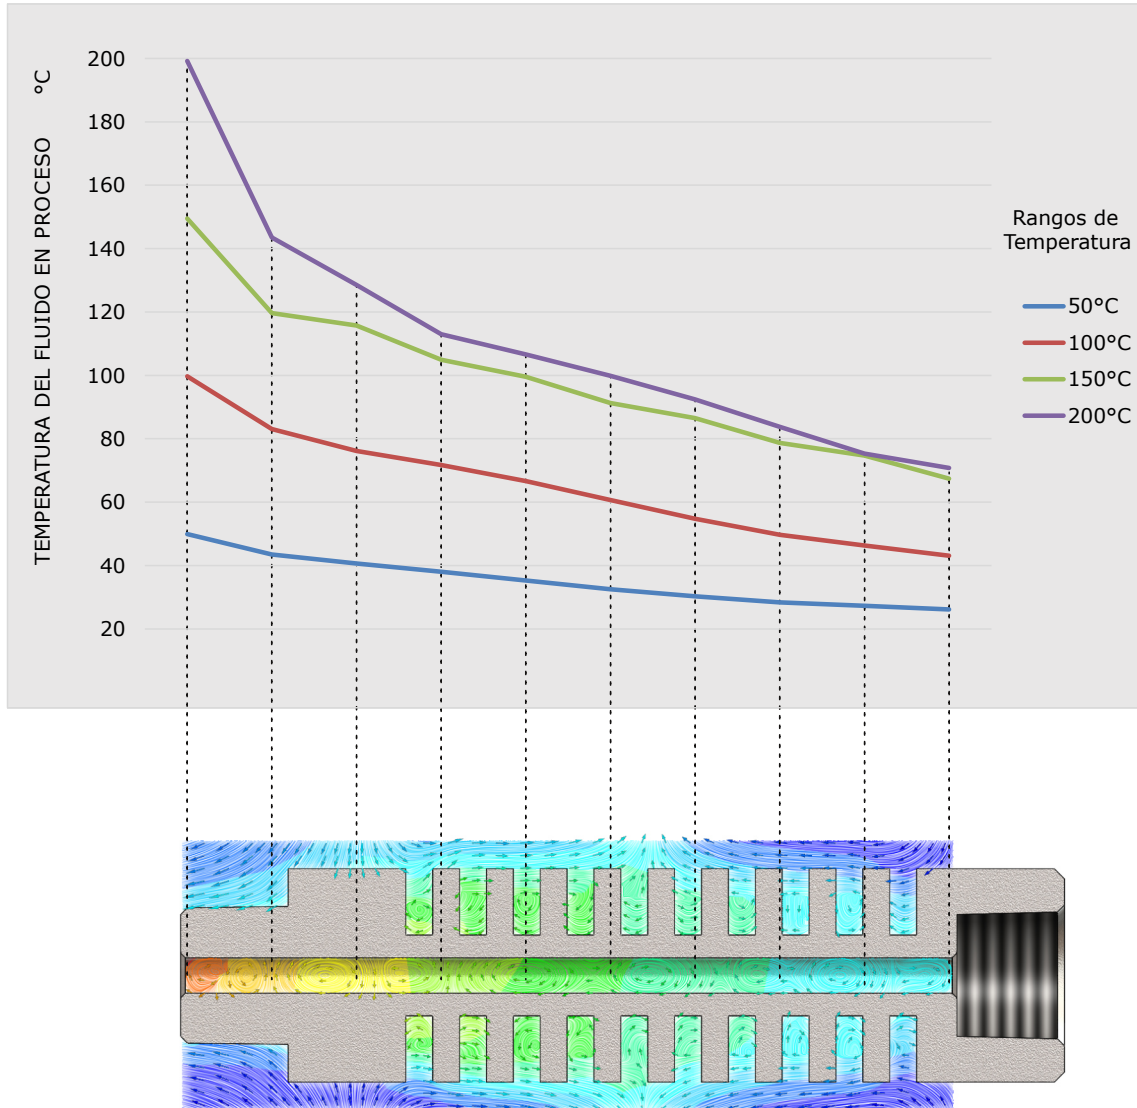 TEMPERATURA DEL FLUIDO EN PROCESO °C
200
180
160
140
120
100
80
60
40
20
Rangos de
Temperatura
50°C
100°C
150°C
200°C